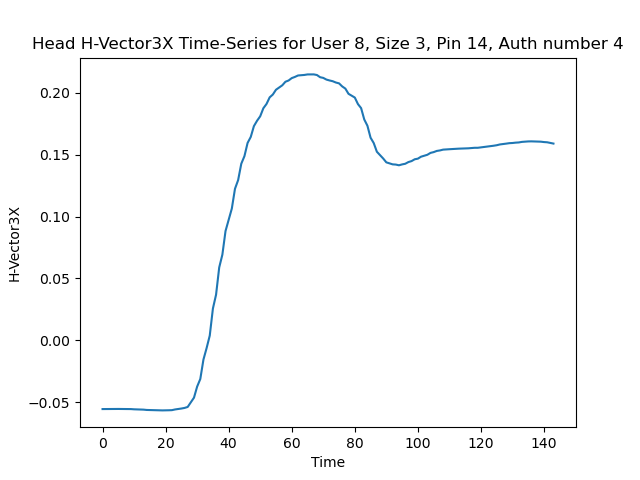 Head H-Vector3X Time-Series for User 8, Size 3, Pin 14, Auth number 4
H-Vector3X
0.20
0.15
0.10
0.05
0.00
−0.05
0 20 40 60 80 100 120 140
Time